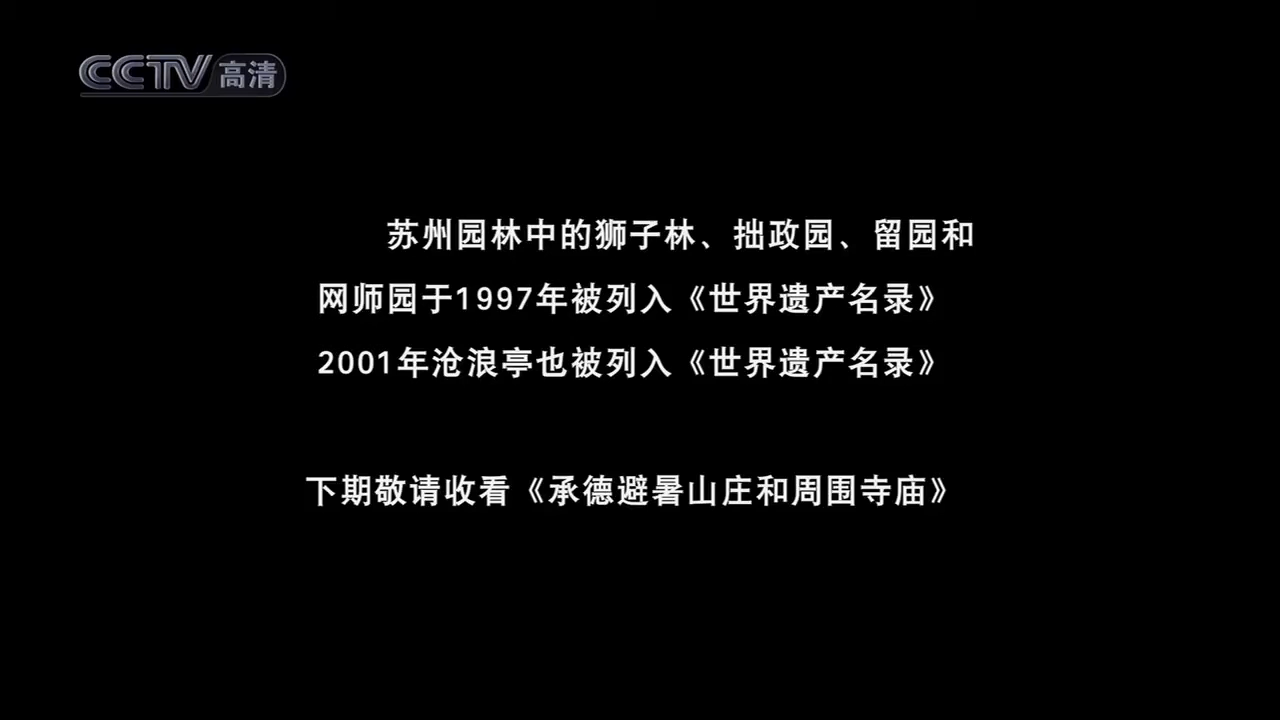 CCTV高清
苏州园林中的狮子林、拙政园、留园和
网师园于1997年被列入《世界遗产名录》
2001年沧浪亭也被列入《世界遗产名录》
下期敬请收看《承德避暑山庄和周围寺庙》